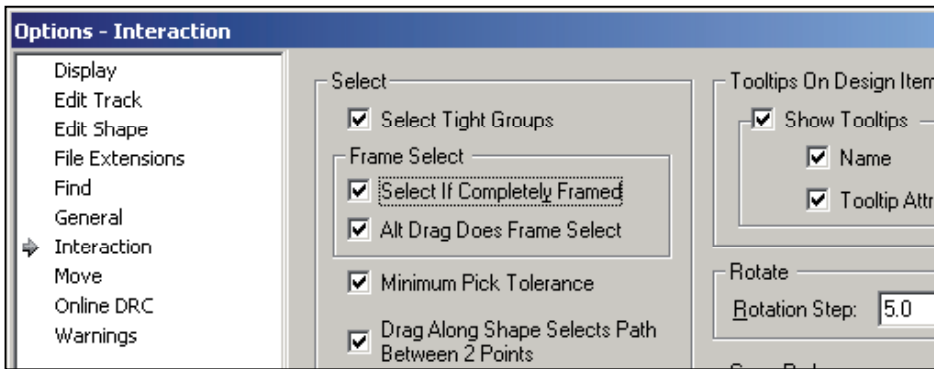 Options - Interaction
Display
Edit Track
Edit Shape
File Extensions
Find
General
Interaction
Move
Online DRC
Warnings
Select
Select Tight Groups
Frame Select
Select If Completely Framed
Alt Drag Does Frame Select
Minimum Pick Tolerance
Drag Along Shape Selects Path
Between 2 Points
Tooltips On Design Item
Show Tooltips
Name
Tooltip Attr
Rotate
Rotation Step: 5.0